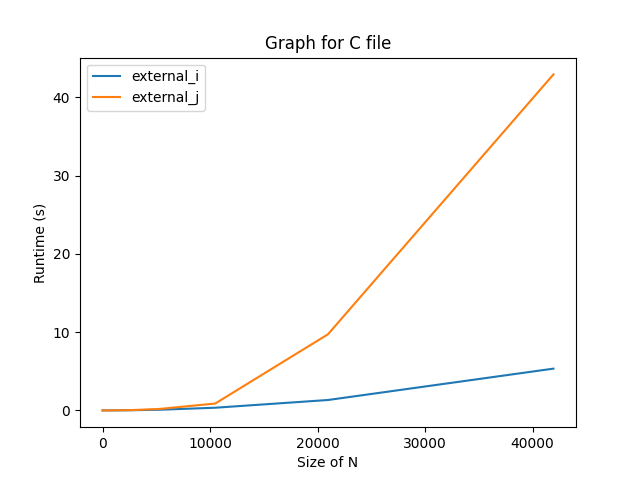 Graph for C file
external_i
external_j
40
30
20
10
0
Runtime (s)
0 10000 20000 30000 40000
Size of N